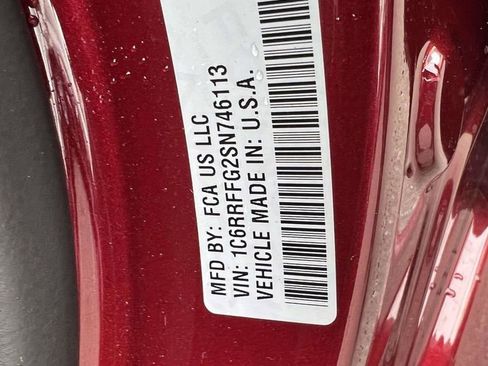 MFD BY: FCA US LLC
VIN: 1C6RRFFG2SN746113
VEHICLE MADE IN: U.S.A.